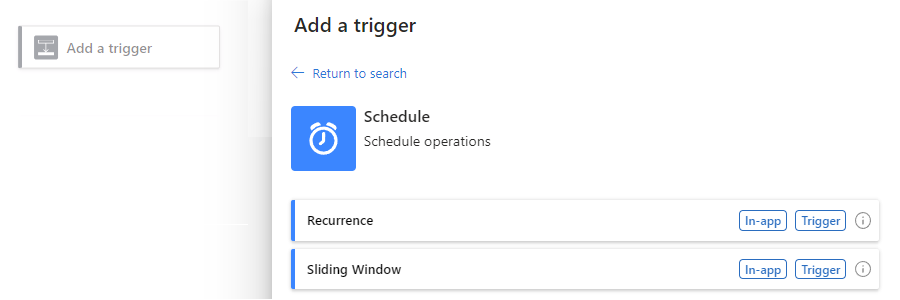 Add a trigger
Add a trigger
Return to search
Schedule
Schedule operations
Recurrence In-app Trigger
Sliding Window In-app Trigger